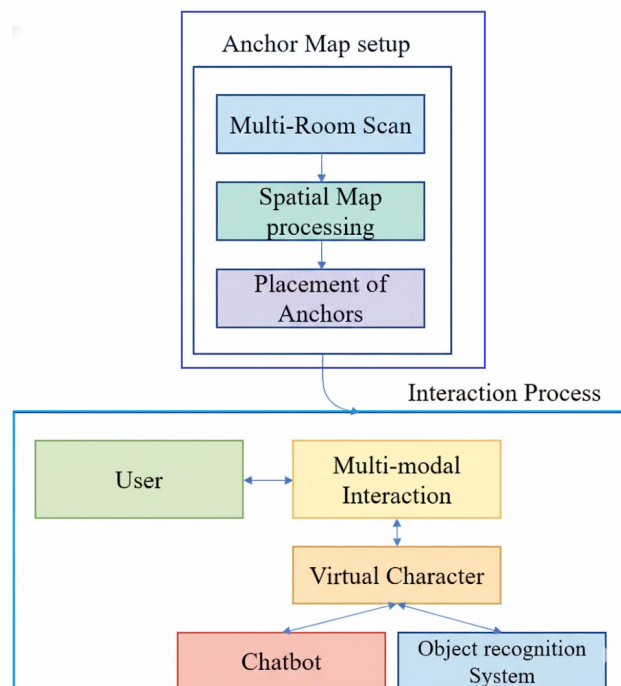 Anchor Map setup
Multi-Room Scan
Spatial Map
processing
Placement of
Anchors
Interaction Process
User
Multi-modal
Interaction
Virtual Character
Chatbot
Object recognition
System